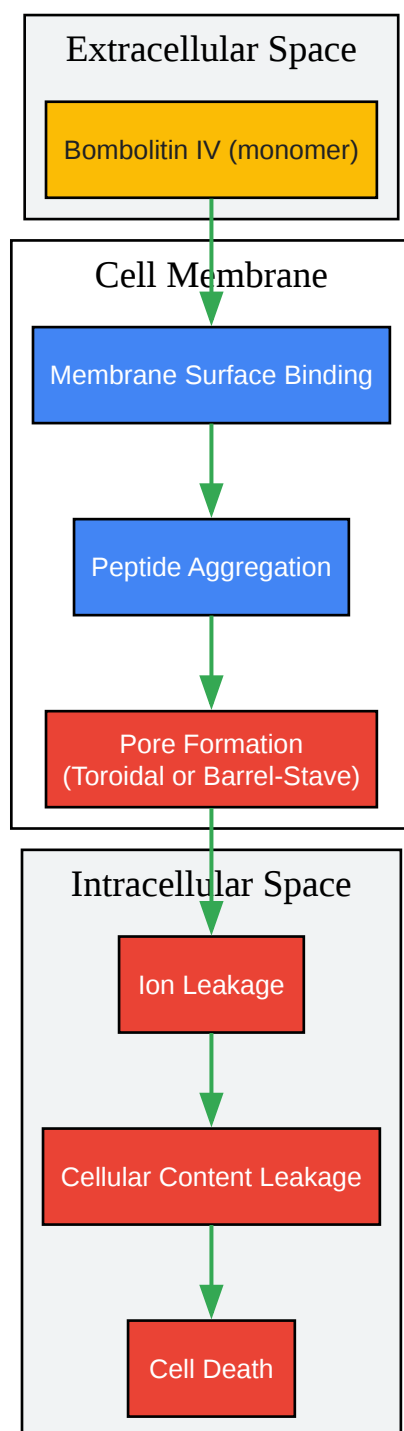 Extracellular Space
Bombolitin IV (monomer)
Cell Membrane
Membrane Surface Binding
Peptide Aggregation
Pore Formation
(Toroidal or Barrel-Stave)
Intracellular Space
Ion Leakage
Cellular Content Leakage
Cell Death